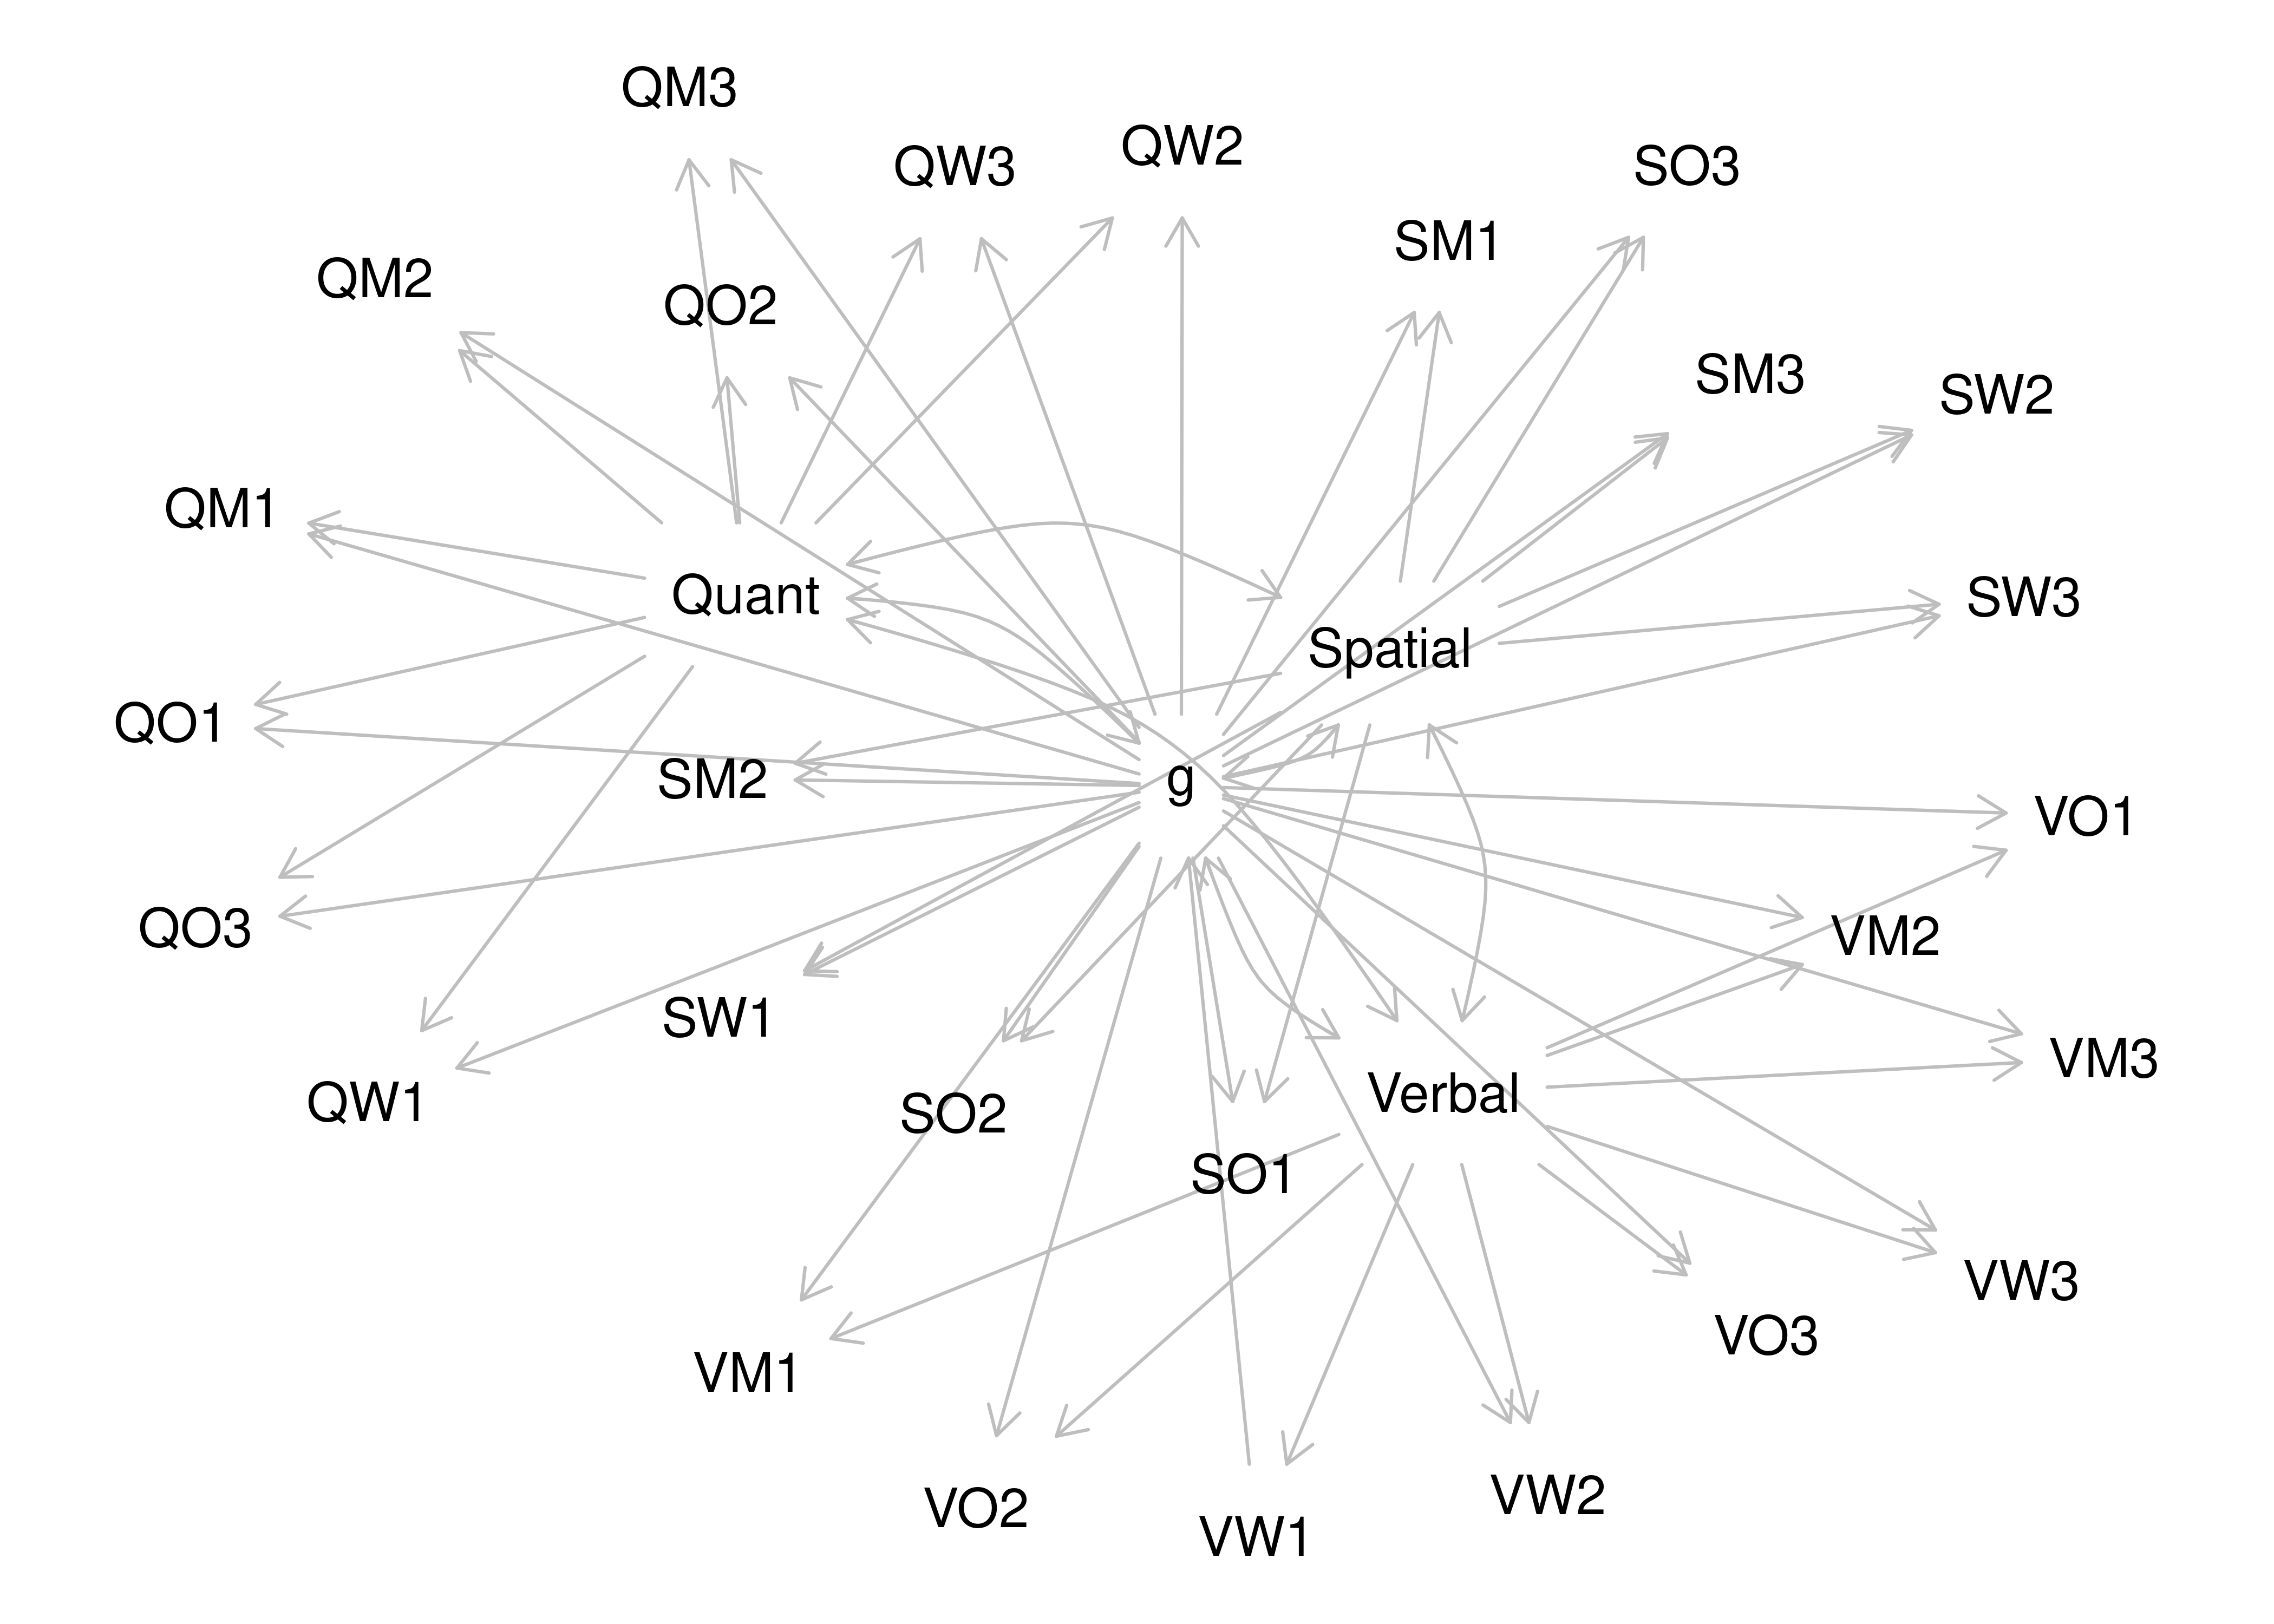 QM3
QW2
QW3
SO3
SM1
QM2
QO2
SM3
SW2
QM1
Quant
SW3
Spatial
QO1
SM2
g
VO1
QO3
VM2
SW1
VM3
QW1
SO2
Verbal
SO1
VW3
VO3
VM1
VW2
VO2
VW1